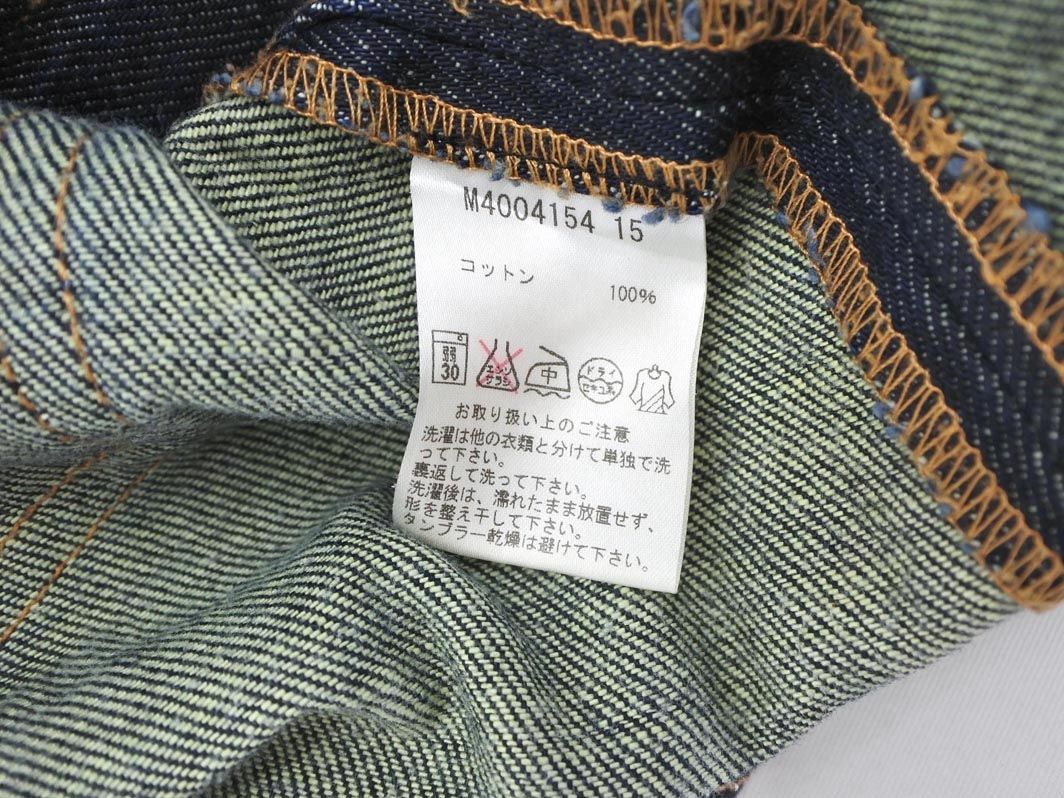 M4004154 15
コットン 100%
弱 30 エンソ サラシ 中 ドライ セキユ系
お取り扱い上のご注意
洗濯は他の衣類と分けて単独で洗
って下さい。
裏返して洗って下さい。
洗濯後は、濡れたまま放置せず、
形を整え干して下さい。
タンブラー乾燥は避けて下さい。